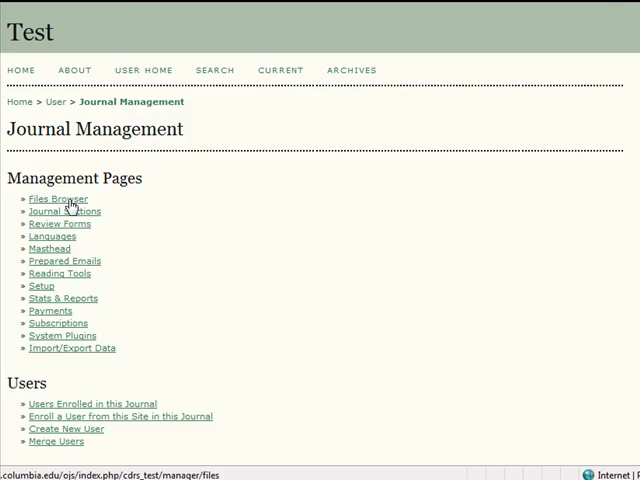 Test
HOME ABOUT USER HOME SEARCH CURRENT ARCHIVES
Home > User > Journal Management
Journal Management
Management Pages
» Files Browser
» Journal Sections
» Review Forms
» Languages
» Masthead
» Prepared Emails
» Reading Tools
» Setup
» Stats & Reports
» Payments
» Subscriptions
» System Plugins
» Import/Export Data
Users
» Users Enrolled in this Journal
» Enroll a User from this Site in this Journal
» Create New User
» Merge Users
.columbia.edu/ojs/index.php/cdrs_test/manager/files Internet |